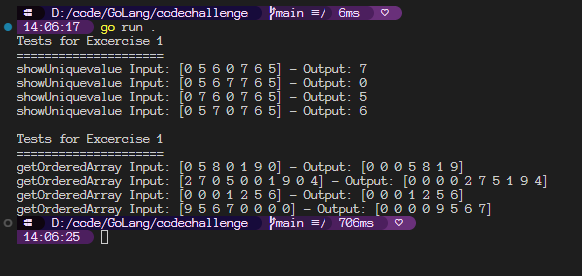 D:/code/GoLang/codechallenge main ≡/ 6ms ♡
14:06:17 go run .
Tests for Excercise 1
=====================
showUniquevalue Input: [0 5 6 0 7 6 5] - Output: 7
showUniquevalue Input: [0 5 6 7 7 6 5] - Output: 0
showUniquevalue Input: [0 7 6 0 7 6 5] - Output: 5
showUniquevalue Input: [0 5 7 0 7 6 5] - Output: 6
Tests for Excercise 1
=====================
getOrderedArray Input: [0 5 8 0 1 9 0] - Output: [0 0 0 5 8 1 9]
getOrderedArray Input: [2 7 0 5 0 0 1 9 0 4] - Output: [0 0 0 0 2 7 5 1 9 4]
getOrderedArray Input: [0 0 0 1 2 5 6] - Output: [0 0 0 1 2 5 6]
getOrderedArray Input: [9 5 6 7 0 0 0 0] - Output: [0 0 0 0 9 5 6 7]
D:/code/GoLang/codechallenge main ≡/ 706ms ♡
14:06:25